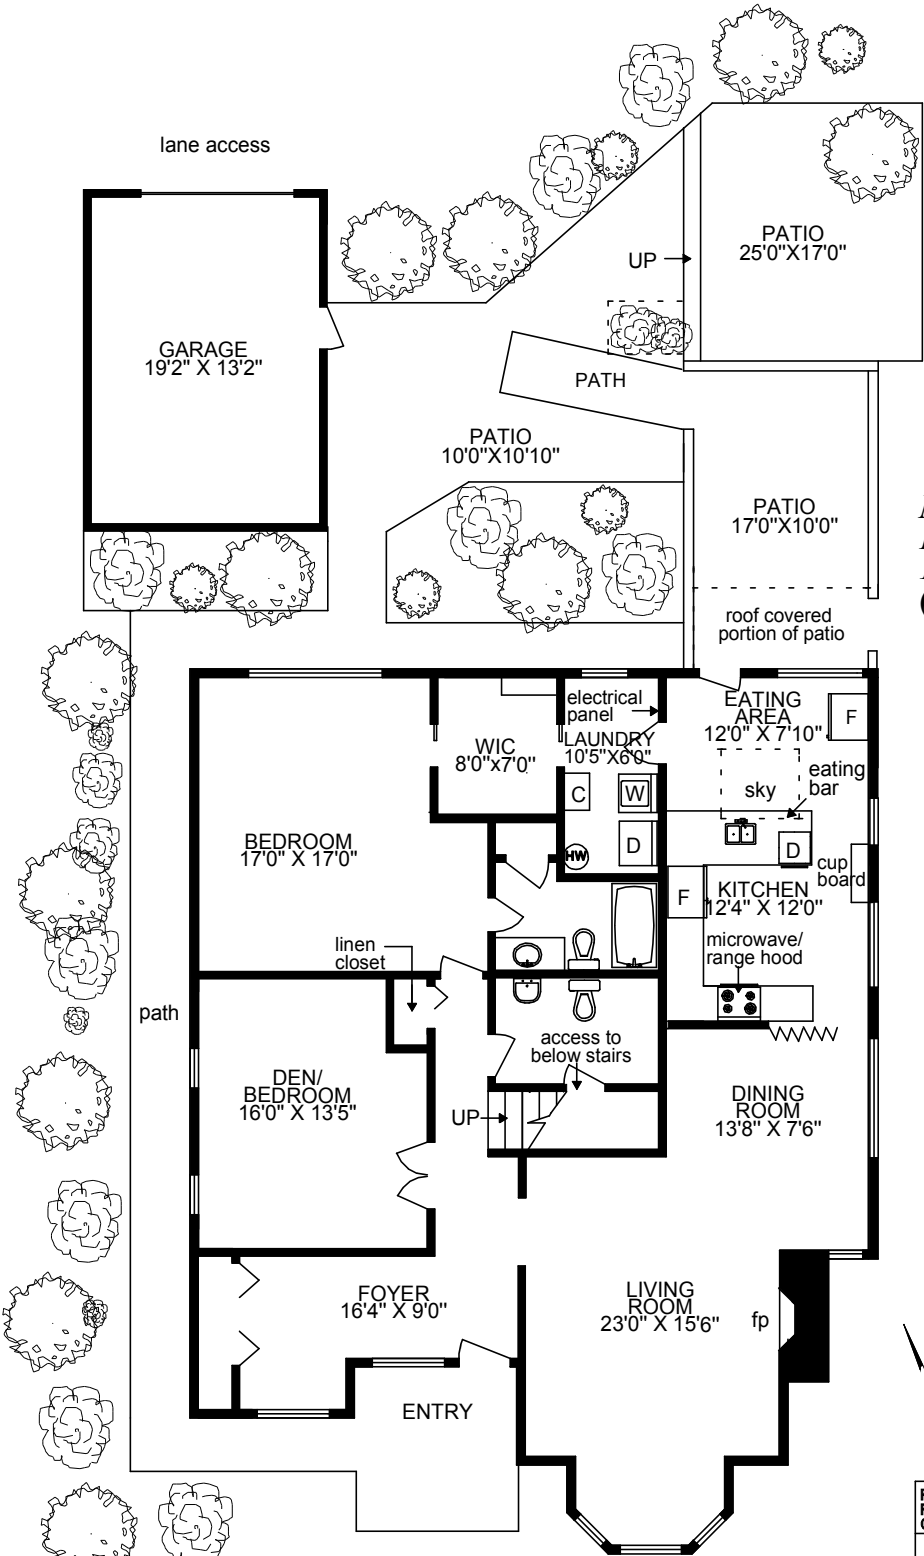 lane access
PATIO
25'0"X17'0"
UP
GARAGE
19'2" X 13'2"
PATH
PATIO
10'0"X10'10"
PATIO
17'0"X10'0"
roof covered
portion of patio
electrical
panel
EATING
AREA
12'0" X 7'10"
F
WIC
8'0"x7'0"
LAUNDRY
10'5"X6'0"
C
W
sky
eating
bar
BEDROOM
17'0" X 17'0"
HW
D
D
cup
board
F
KITCHEN
12'4" X 12'0"
linen
closet
microwave/
range hood
path
access to
below stairs
DEN/
BEDROOM
16'0" X 13'5"
UP
DINING
ROOM
13'8" X 7'6"
FOYER
16'4" X 9'0"
LIVING
ROOM
23'0" X 15'6"
fp
ENTRY